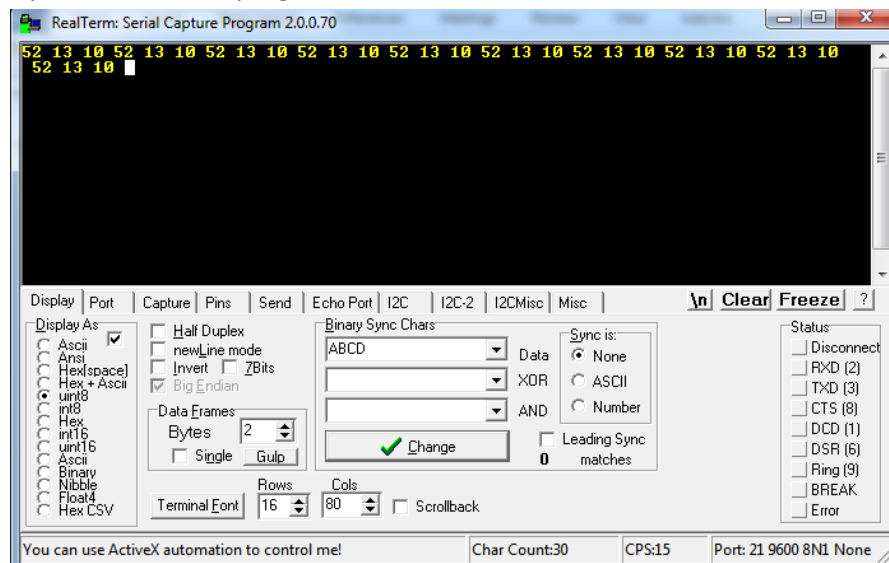 RealTerm: Serial Capture Program 2.0.0.70
52 13 10 52 13 10 52 13 10 52 13 10 52 13 10 52 13 10 52 13 10 52 13 10 52 13 10
52 13 10
Display Port Capture Pins Send Echo Port I2C I2C-2 I2CMisc Misc \n Clear Freeze ?
Display As
Ascii
Ansi
Hex[space]
Hex + Ascii
uint8
int8
Hex
int16
uint16
Ascii
Binary
Nibble
Float4
Hex CSV
Half Duplex
newLine mode
Invert 7Bits
Big Endian
Data Frames
Bytes 2
Single Gulp
Rows Cols
Terminal Font 16 80 Scrollback
Binary Sync Chars
ABCD Data
XOR
AND
Change
Sync is:
None
ASCII
Number
Leading Sync
0 matches
Status
Disconnect
RXD (2)
TXD (3)
CTS (8)
DCD (1)
DSR (6)
Ring (9)
BREAK
Error
You can use ActiveX automation to control me! Char Count:30 CPS:15 Port: 21 9600 8N1 None